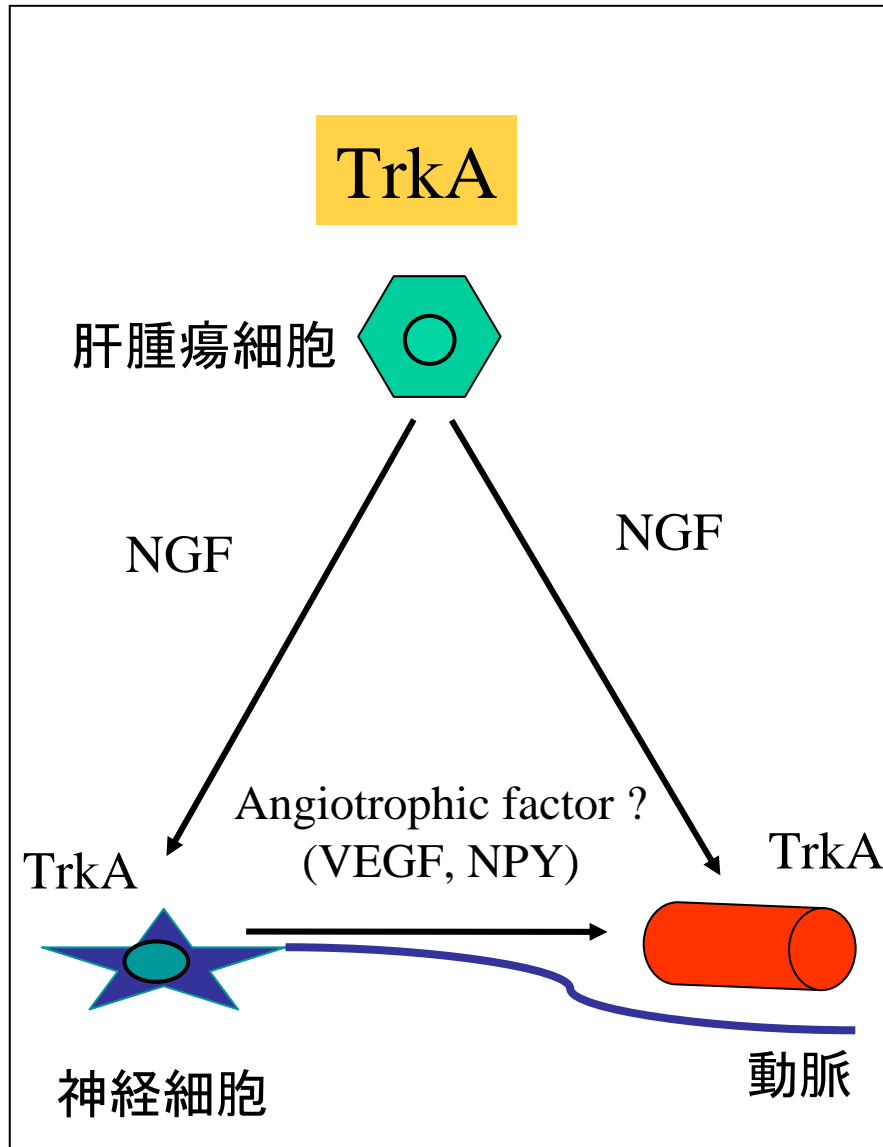 TrkA
肝腫瘍細胞
NGF
NGF
Angiotrophic factor ?
(VEGF, NPY)
TrkA
TrkA
神経細胞
動脈